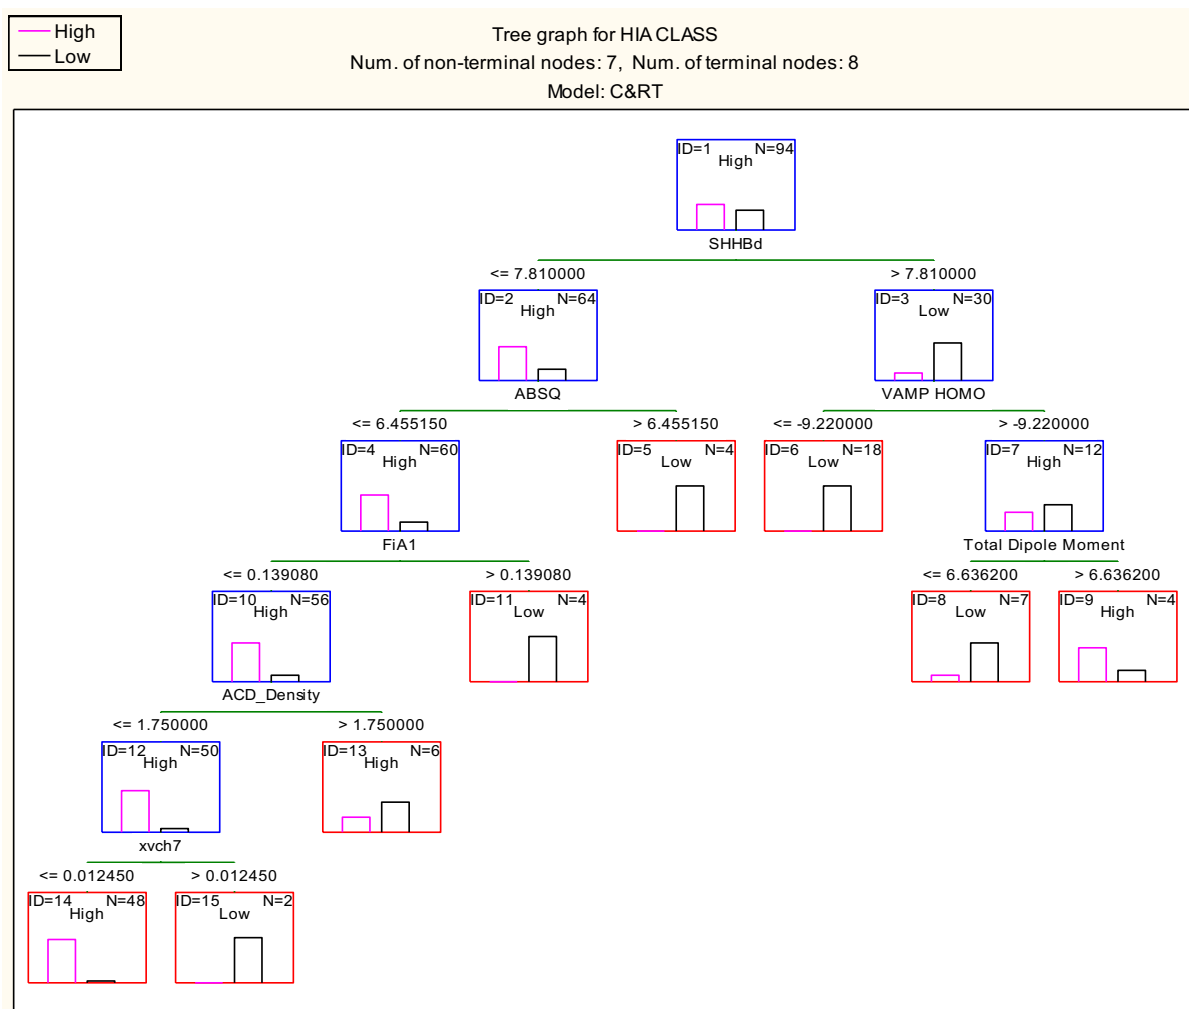 High
Low
Tree graph for HIA CLASS
Num. of non-terminal nodes: 7, Num. of terminal nodes: 8
Model: C&RT
ID=1 N=94
High
SHHBd
<= 7.810000 > 7.810000
ID=2 N=64
High
ID=3 N=30
Low
ABSQ
VAMP HOMO
<= 6.455150 > 6.455150
<= -9.220000 > -9.220000
ID=4 N=60
High
ID=5 N=4
Low
ID=6 N=18
Low
ID=7 N=12
High
FiA1
Total Dipole Moment
<= 0.139080 > 0.139080
<= 6.636200 > 6.636200
ID=10 N=56
High
ID=11 N=4
Low
ID=8 N=7
Low
ID=9 N=4
High
ACD_Density
<= 1.750000 > 1.750000
ID=12 N=50
High
ID=13 N=6
High
xvch7
<= 0.012450 > 0.012450
ID=14 N=48
High
ID=15 N=2
Low